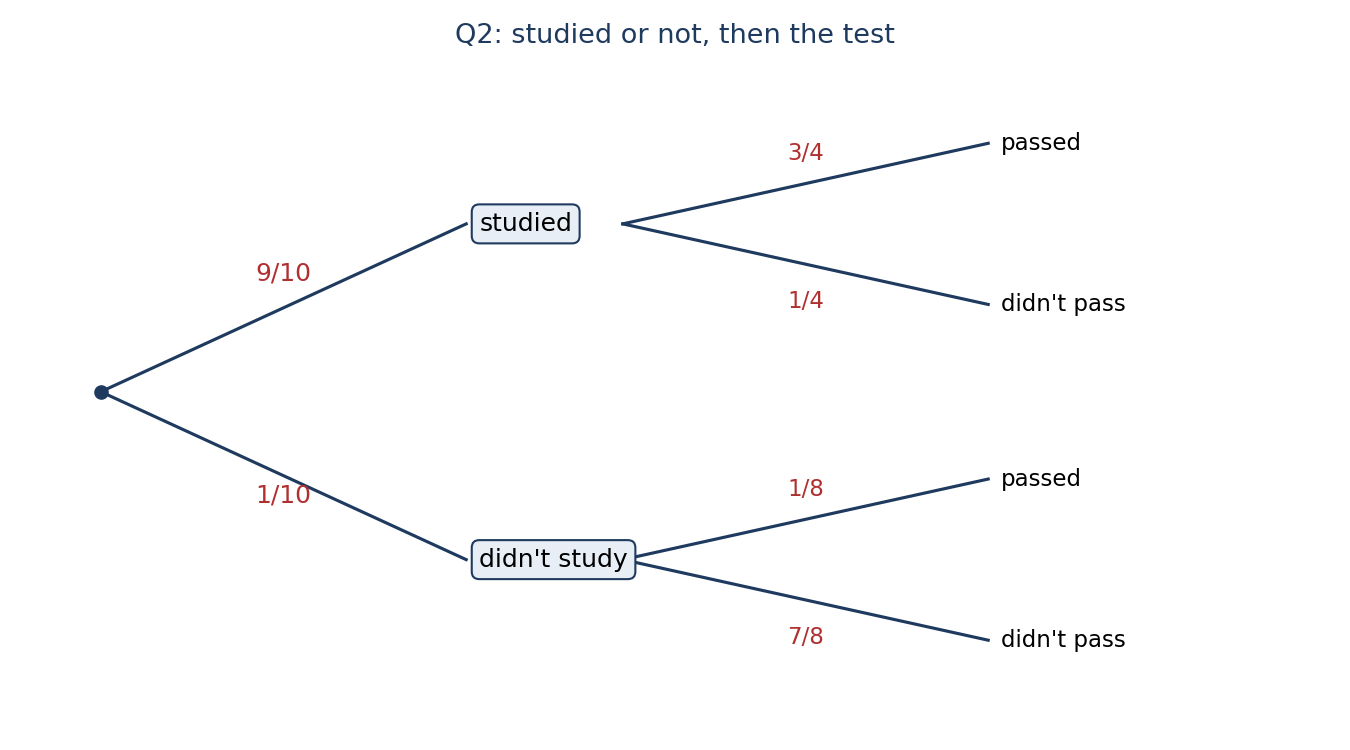 Q2: studied or not, then the test
3/4
passed
studied
9/10
1/4
didn't pass
1/10
1/8
passed
didn't study
7/8
didn't pass